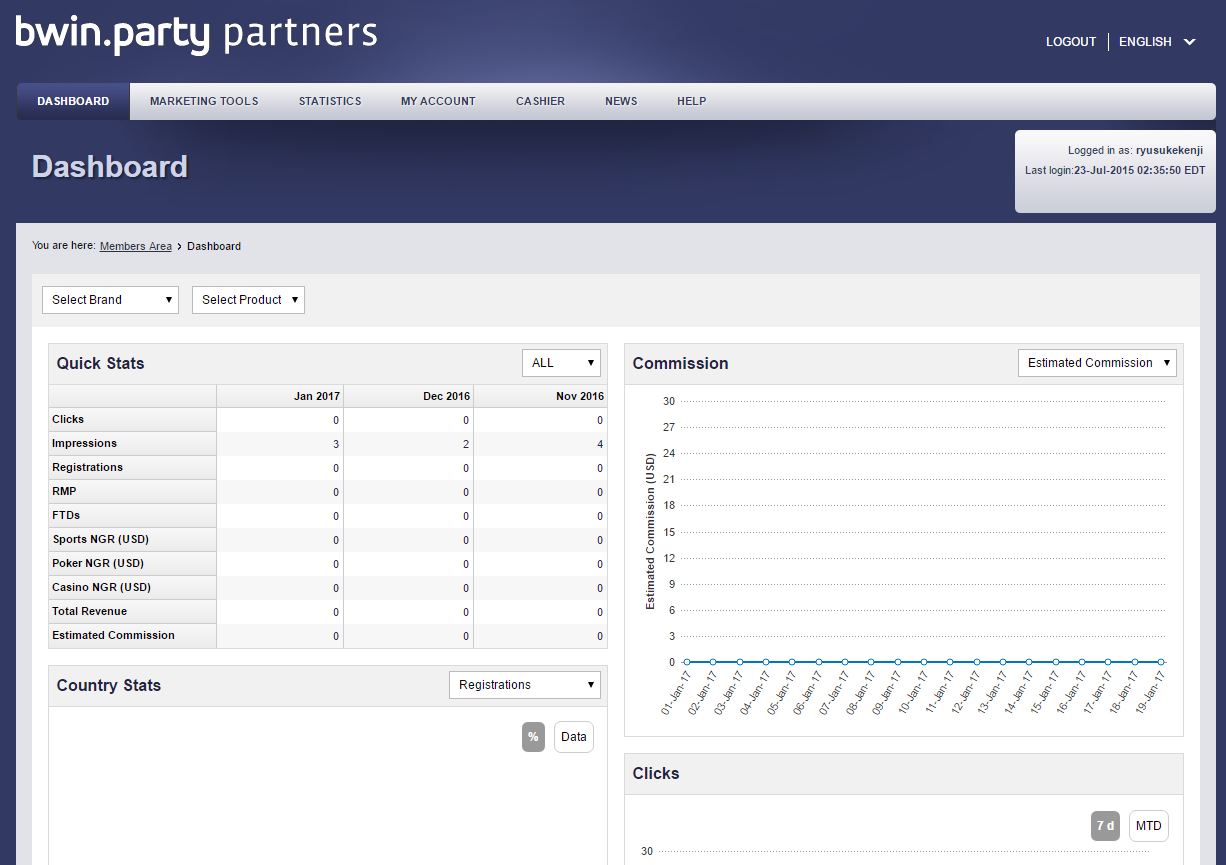 bwin.party partners
LOGOUT ENGLISH
DASHBOARD MARKETING TOOLS STATISTICS MY ACCOUNT CASHIER NEWS HELP
Dashboard
Logged in as: ryusukekenji
Last login:23-Jul-2015 02:35:50 EDT
You are here: Members Area › Dashboard
Select Brand Select Product
Quick Stats ALL
Jan 2017 Dec 2016 Nov 2016
Clicks 0 0 0
Impressions 3 2 4
Registrations 0 0 0
RMP 0 0 0
FTDs 0 0 0
Sports NGR (USD) 0 0 0
Poker NGR (USD) 0 0 0
Casino NGR (USD) 0 0 0
Total Revenue 0 0 0
Estimated Commission 0 0 0
Country Stats Registrations
% Data
Commission Estimated Commission
Estimated Commission (USD)
30
27
24
21
18
15
12
9
6
3
0
01-Jan-17 02-Jan-17 03-Jan-17 04-Jan-17 05-Jan-17 06-Jan-17 07-Jan-17 08-Jan-17 09-Jan-17 10-Jan-17 11-Jan-17 12-Jan-17 13-Jan-17 14-Jan-17 15-Jan-17 16-Jan-17 17-Jan-17 18-Jan-17 19-Jan-17
Clicks
7 d MTD
30